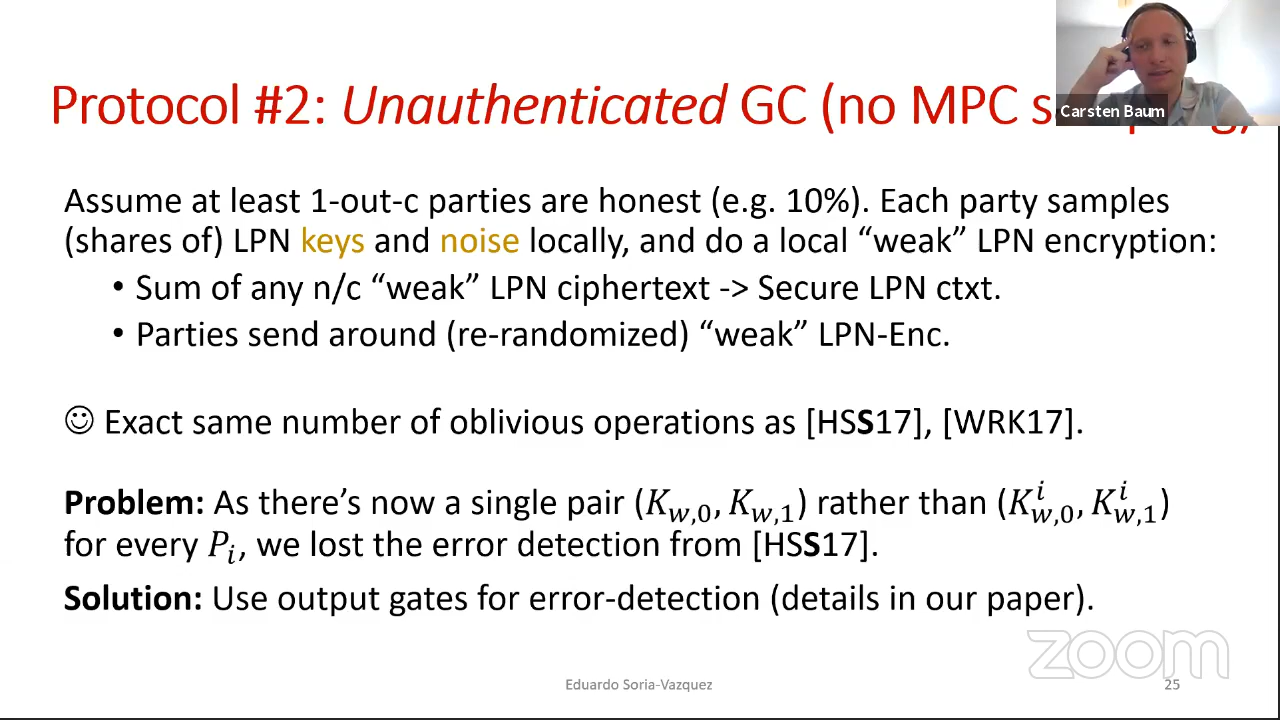 Protocol #2: Unauthenticated GC (no MPC
Carsten Baum
Assume at least 1-out-c parties are honest (e.g. 10%). Each party samples
(shares of) LPN keys and noise locally, and do a local “weak” LPN encryption:
• Sum of any n/c “weak” LPN ciphertext -> Secure LPN ctxt.
• Parties send around (re-randomized) “weak” LPN-Enc.
☺ Exact same number of oblivious operations as [HSS17], [WRK17].
Problem: As there’s now a single pair (K_{w,0}, K_{w,1}) rather than (K^i_{w,0}, K^i_{w,1})
for every P_i, we lost the error detection from [HSS17].
Solution: Use output gates for error-detection (details in our paper).
zoom
Eduardo Soria-Vazquez
25